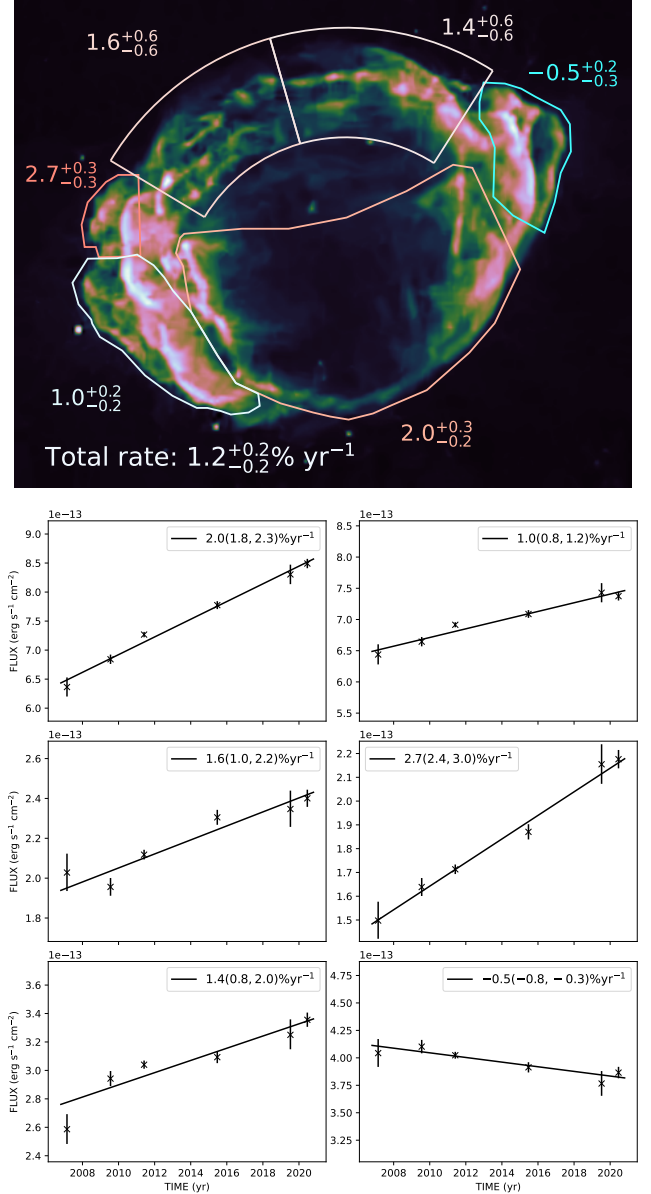 1.6+0.6−0.6
1.4+0.6−0.6
−0.5+0.2−0.3
2.7+0.3−0.3
1.0+0.2−0.2
2.0+0.3−0.2
Total rate: 1.2+0.2−0.2% yr−1
1e−13
2.0(1.8, 2.3)%yr−1
9.0
8.5
8.0
7.5
7.0
6.5
6.0
FLUX (erg s−1 cm−2)
1e−13
1.0(0.8, 1.2)%yr−1
8.5
8.0
7.5
7.0
6.5
6.0
5.5
1e−13
1.6(1.0, 2.2)%yr−1
2.6
2.4
2.2
2.0
1.8
FLUX (erg s−1 cm−2)
1e−13
2.7(2.4, 3.0)%yr−1
2.2
2.1
2.0
1.9
1.8
1.7
1.6
1.5
1e−13
1.4(0.8, 2.0)%yr−1
3.6
3.4
3.2
3.0
2.8
2.6
2.4
FLUX (erg s−1 cm−2)
2008 2010 2012 2014 2016 2018 2020
TIME (yr)
1e−13
−0.5(−0.8, −0.3)%yr−1
4.75
4.50
4.25
4.00
3.75
3.50
3.25
2008 2010 2012 2014 2016 2018 2020
TIME (yr)